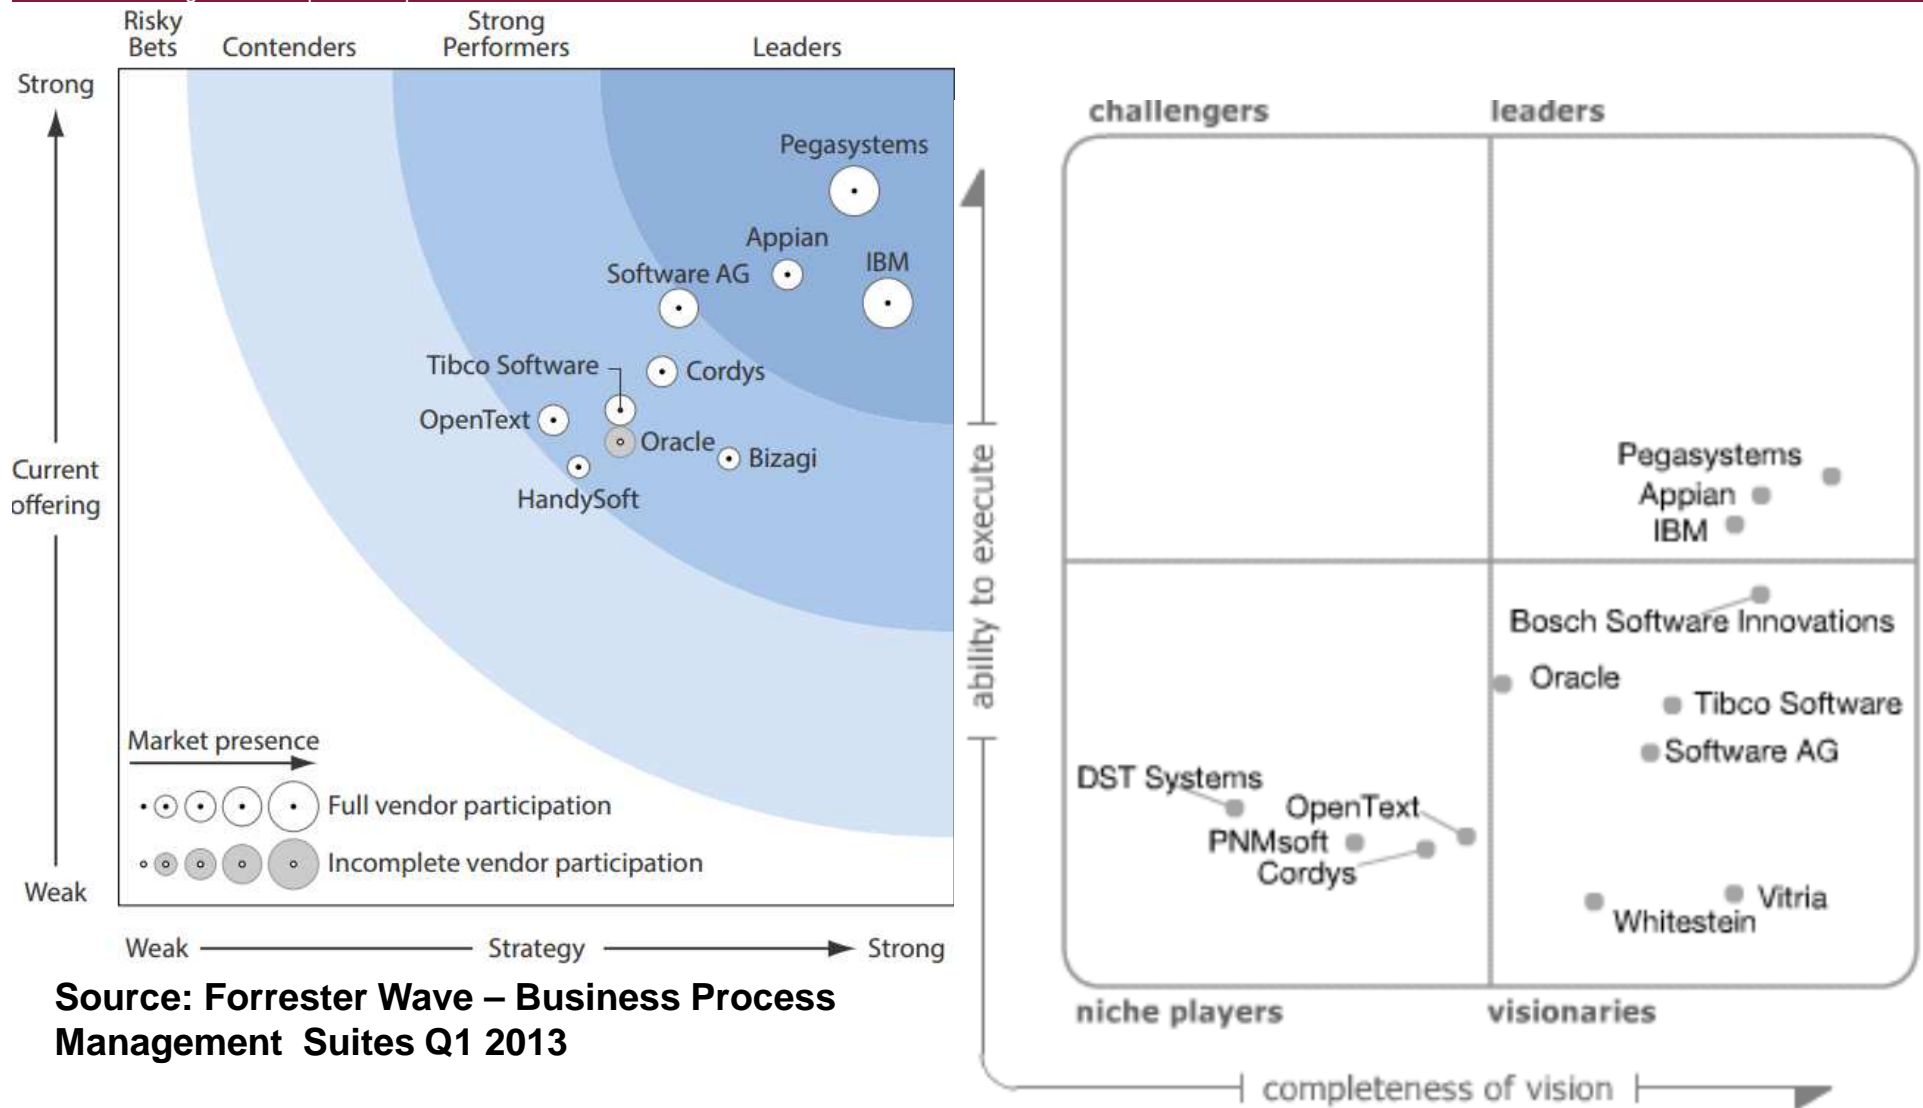 Risky
Bets
Contenders
Strong
Performers
Leaders
Strong
Current
offering
Weak
Pegasystems
Appian
IBM
Software AG
Tibco Software
Cordys
OpenText
Oracle
Bizagi
HandySoft
Market presence
Full vendor participation
Incomplete vendor participation
Weak
Strategy
Strong
Source: Forrester Wave – Business Process
Management Suites Q1 2013
challengers
leaders
ability to execute
Pegasystems
Appian
IBM
Bosch Software Innovations
Oracle
Tibco Software
Software AG
DST Systems
OpenText
PNMsoft
Cordys
Vitria
Whitestein
niche players
visionaries
completeness of vision